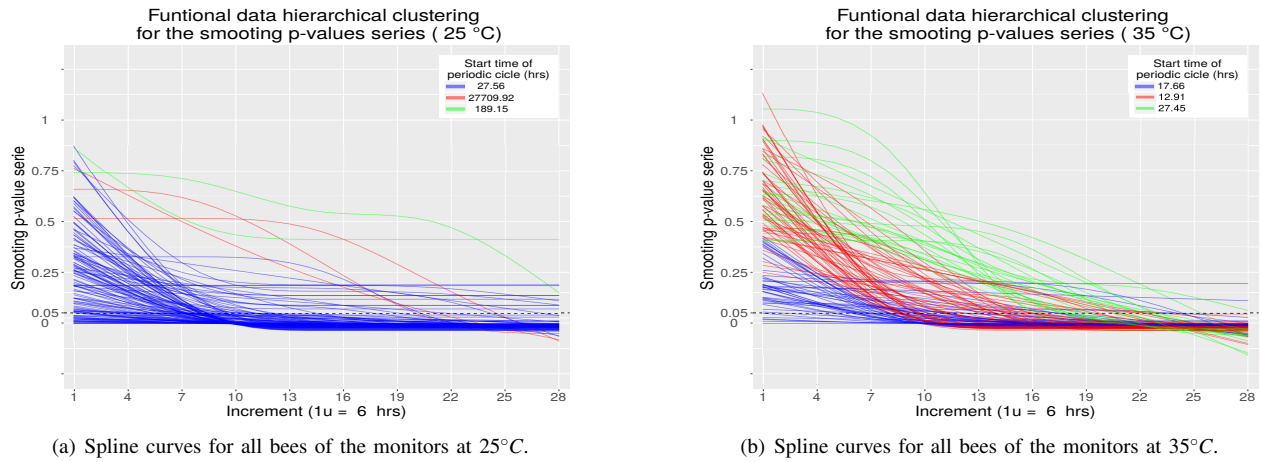 Funtional data hierarchical clustering
for the smooting p-values series ( 25 °C)
Start time of
periodic cicle (hrs)
27.56
27709.92
189.15
Smooting p-value serie
1
0.75
0.5
0.25
0.05
0
1 4 7 10 13 16 19 22 25 28
Increment (1u = 6 hrs)
(a) Spline curves for all bees of the monitors at 25°C.
Funtional data hierarchical clustering
for the smooting p-values series ( 35 °C)
Start time of
periodic cicle (hrs)
17.66
12.91
27.45
Smooting p-value serie
1
0.75
0.5
0.25
0.05
0
1 4 7 10 13 16 19 22 25 28
Increment (1u = 6 hrs)
(b) Spline curves for all bees of the monitors at 35°C.